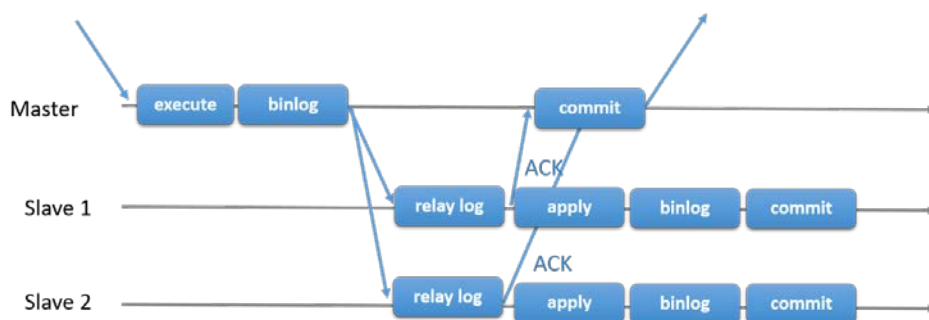 Master execute binlog commit
ACK
Slave 1 relay log apply binlog commit
ACK
Slave 2 relay log apply binlog commit